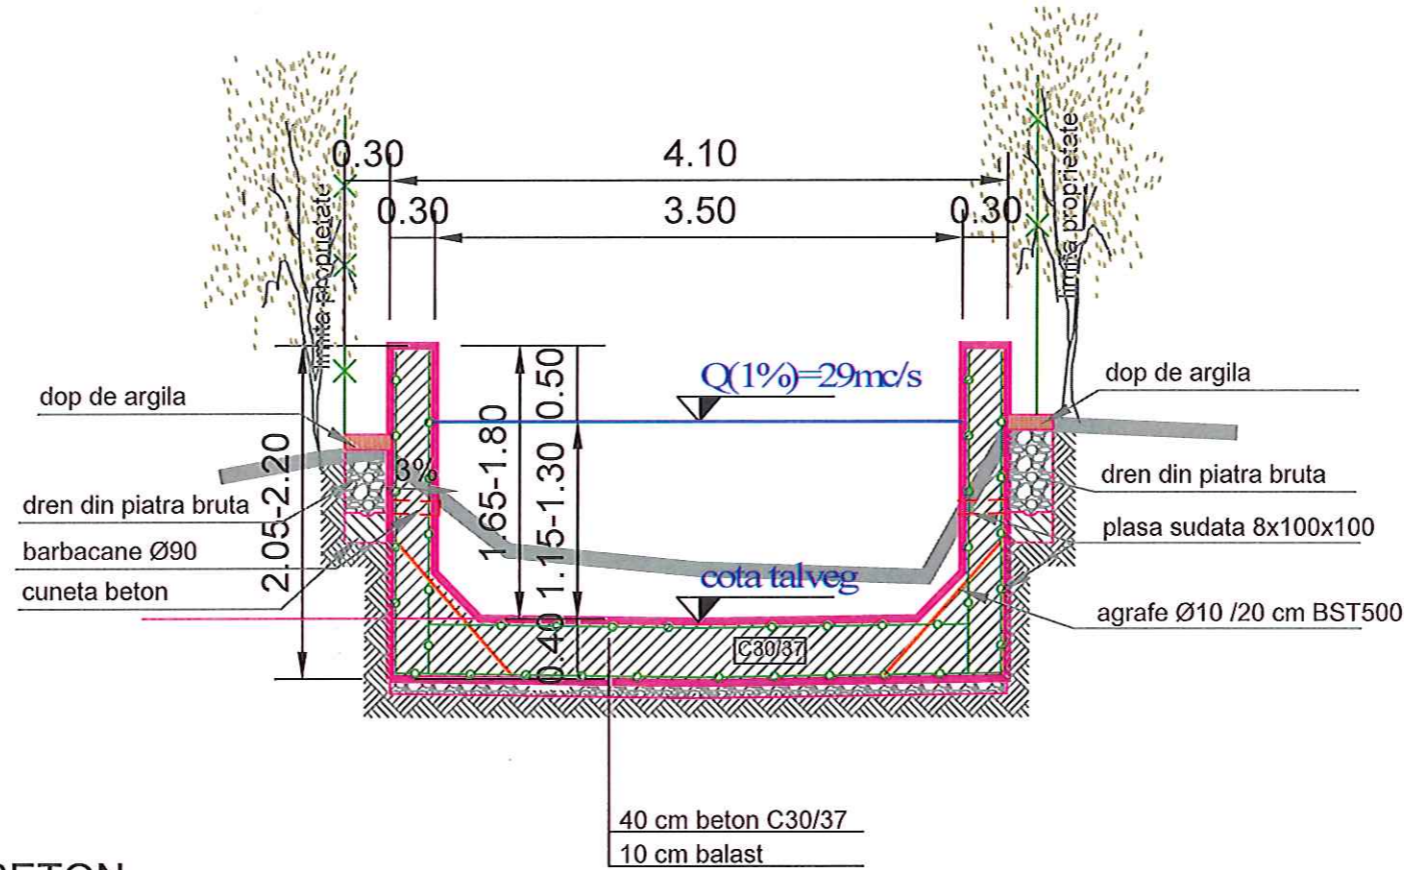 0.30
4.10
0.30
3.50
0.30
limita proprietate
limita proprietate
Q(1%)=29mc/s
dop de argila
dop de argila
0.50
1.65-1.80
2.05-2.20
3%
1.15-1.30
dren din piatra bruta
dren din piatra bruta
barbacane Ø90
plasa sudata 8x100x100
cuneta beton
cota talveg
agrafe Ø10 /20 cm BST500
0.40
C30/37
40 cm beton C30/37
10 cm balast